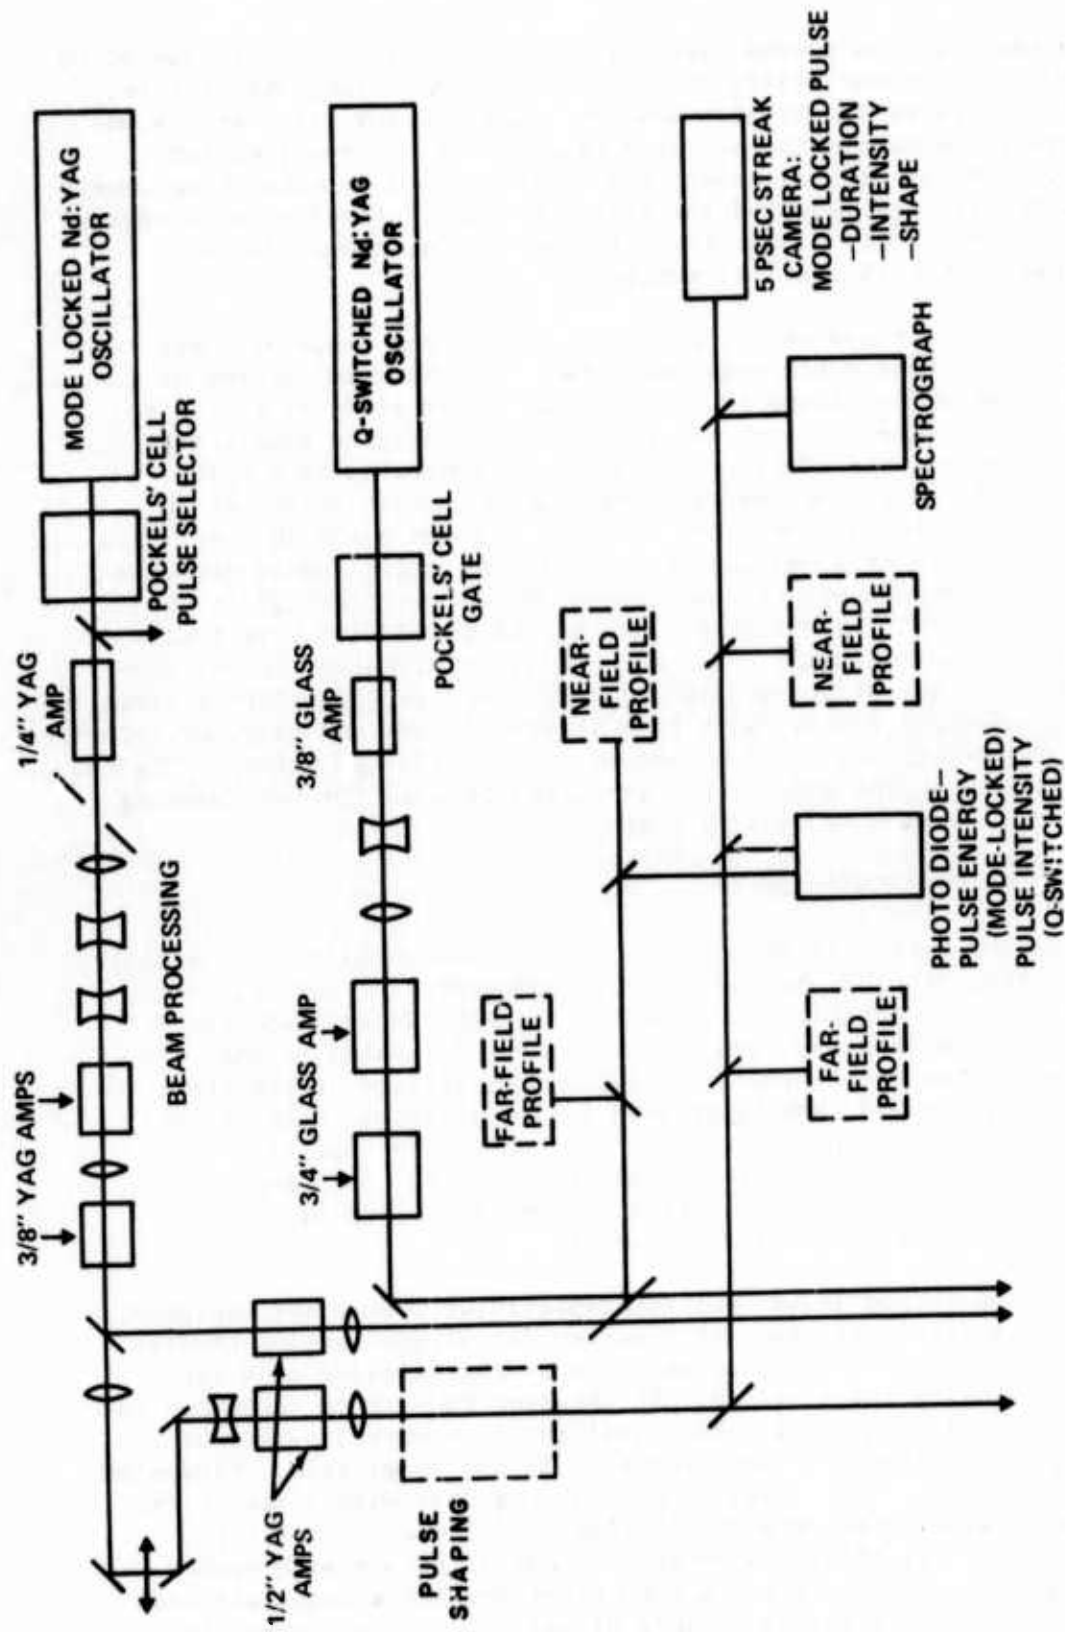 MODE LOCKED Nd:YAG
OSCILLATOR
POCKELS' CELL
PULSE SELECTOR
1/4" YAG
AMP
BEAM PROCESSING
3/8" YAG AMPS
Q-SWITCHED Nd:YAG
OSCILLATOR
POCKELS' CELL
GATE
3/8" GLASS
AMP
3/4" GLASS AMP
1/2" YAG
AMPS
PULSE
SHAPING
FAR-FIELD
PROFILE
NEAR-
FIELD
PROFILE
5 PSEC STREAK
CAMERA:
MODE LOCKED PULSE
-DURATION
-INTENSITY
-SHAPE
SPECTROGRAPH
NEAR-
FIELD
PROFILE
PHOTO DIODE-
PULSE ENERGY
(MODE-LOCKED)
PULSE INTENSITY
(Q-SWITCHED)
FAR-
FIELD
PROFILE